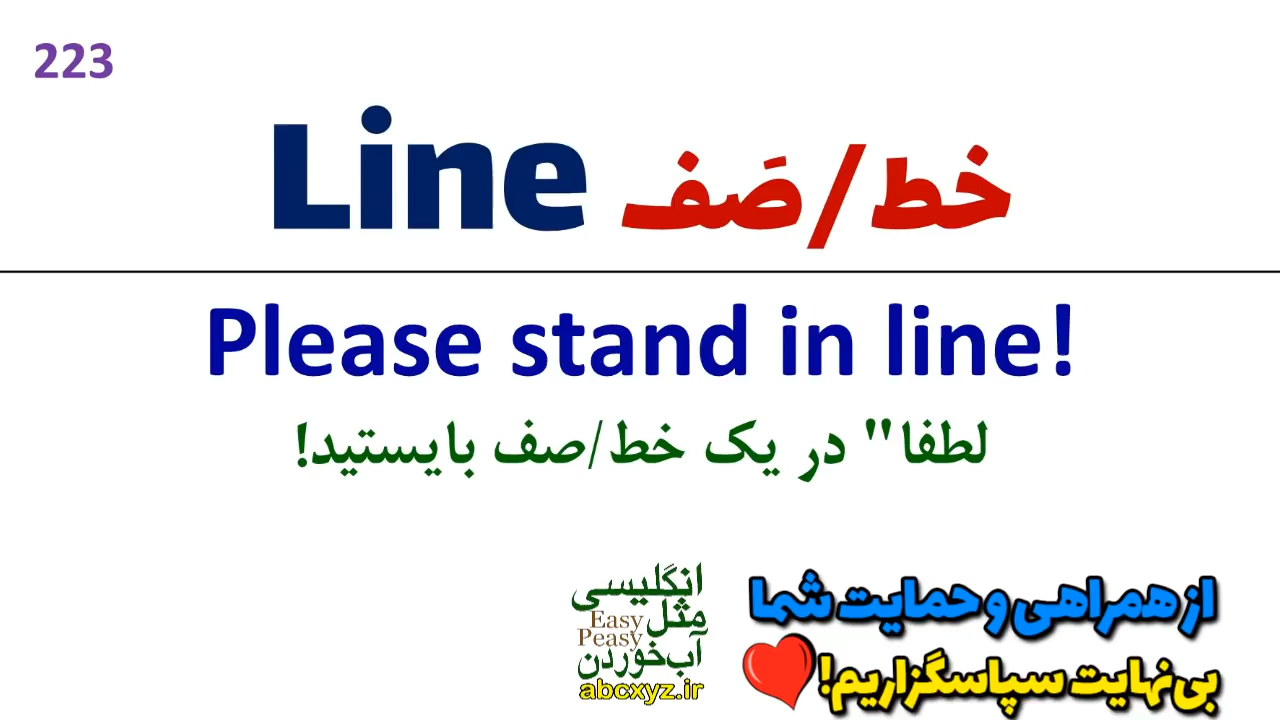 223
Line خط/صَف
Please stand in line!
لطفا" در یک خط/صف بایستید!
انگلیسی
مثل
Easy
Peasy
آب‌خوردن
abcxyz.ir
از همراهی و حمایت شما
بی‌نهایت سپاسگزاریم!